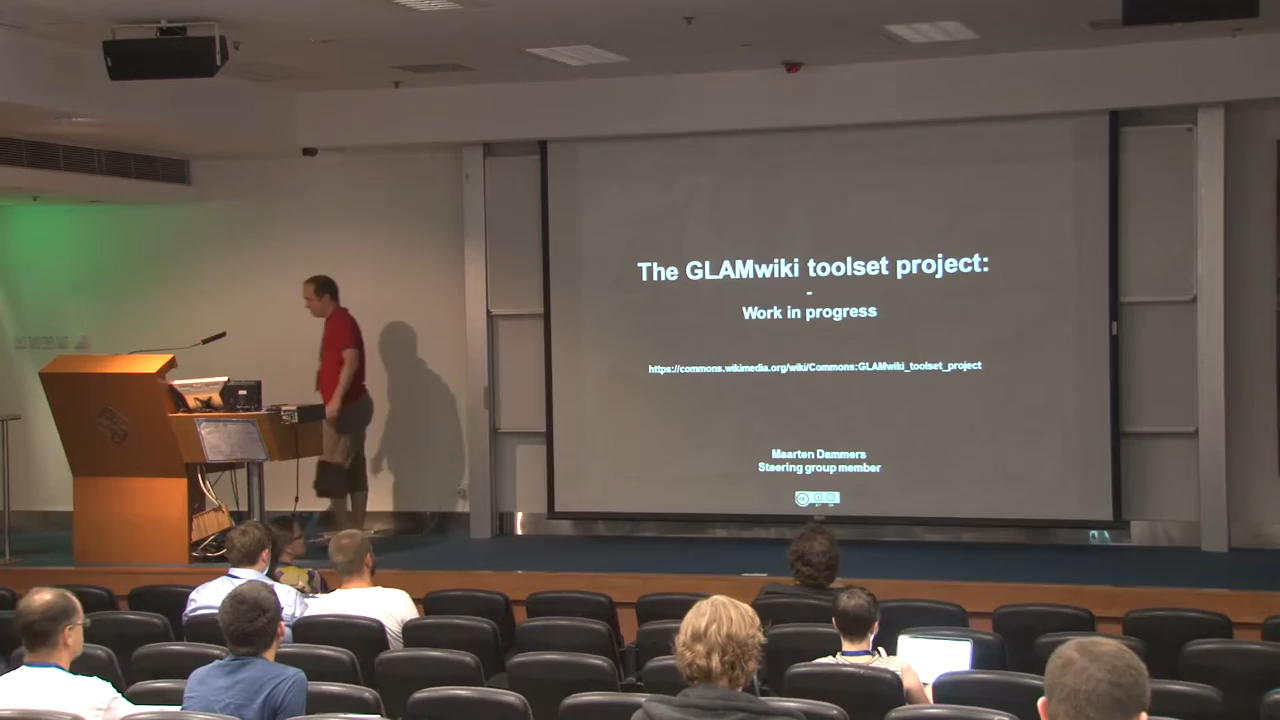 The GLAMwiki toolset project:
-
Work in progress
https://commons.wikimedia.org/wiki/Commons:GLAMwiki_toolset_project
Maarten Dammers
Steering group member